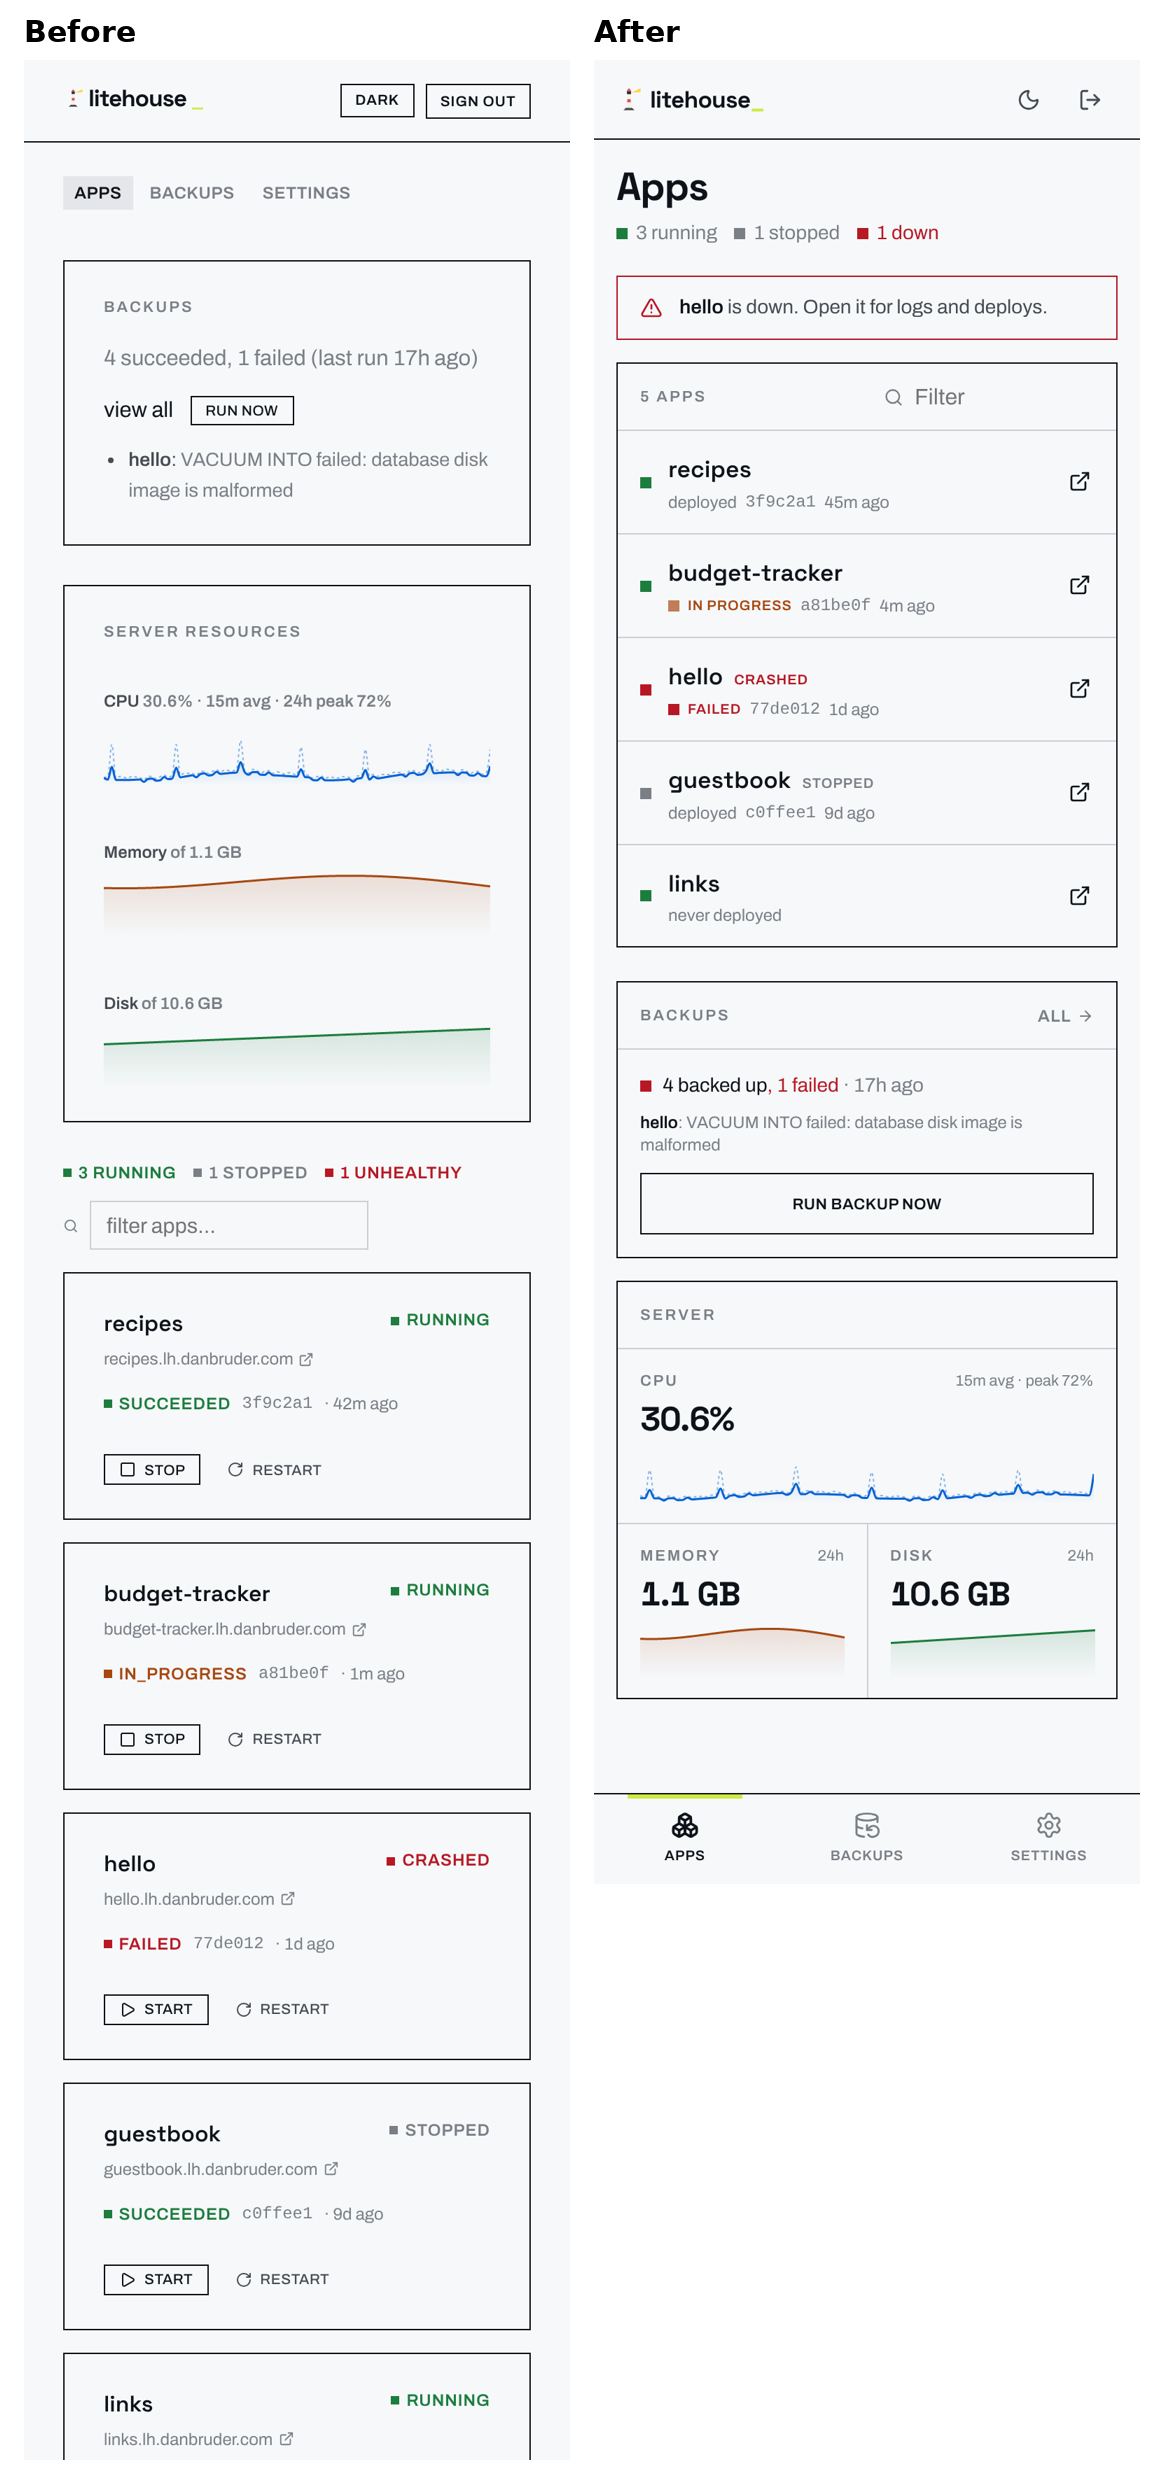 Before
litehouse_
DARK
SIGN OUT
APPS BACKUPS SETTINGS
BACKUPS
4 succeeded, 1 failed (last run 17h ago)
view all RUN NOW
• hello: VACUUM INTO failed: database disk
image is malformed
SERVER RESOURCES
CPU 30.6% · 15m avg · 24h peak 72%
Memory of 1.1 GB
Disk of 10.6 GB
3 RUNNING 1 STOPPED 1 UNHEALTHY
filter apps...
recipes RUNNING
recipes.lh.danbruder.com
SUCCEEDED 3f9c2a1 · 42m ago
STOP RESTART
budget-tracker RUNNING
budget-tracker.lh.danbruder.com
IN_PROGRESS a81be0f · 1m ago
STOP RESTART
hello CRASHED
hello.lh.danbruder.com
FAILED 77de012 · 1d ago
START RESTART
guestbook STOPPED
guestbook.lh.danbruder.com
SUCCEEDED c0ffee1 · 9d ago
START RESTART
links RUNNING
links.lh.danbruder.com
After
litehouse_
Apps
3 running 1 stopped 1 down
hello is down. Open it for logs and deploys.
5 APPS Filter
recipes
deployed 3f9c2a1 45m ago
budget-tracker
IN PROGRESS a81be0f 4m ago
hello CRASHED
FAILED 77de012 1d ago
guestbook STOPPED
deployed c0ffee1 9d ago
links
never deployed
BACKUPS ALL →
4 backed up, 1 failed · 17h ago
hello: VACUUM INTO failed: database disk image is
malformed
RUN BACKUP NOW
SERVER
CPU 15m avg · peak 72%
30.6%
MEMORY 24h DISK 24h
1.1 GB 10.6 GB
APPS BACKUPS SETTINGS